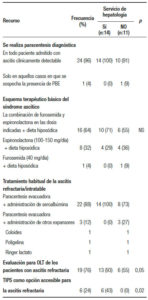 Servicio de
Frecuencia hepatología
Recurso (%) Sí NO p
(n:14) (n:11)
Se realiza paracentesis diagnóstica
En todo paciente admitido con
ascitis clínicamente detectable 24 (96) 14 (100) 10 (91)
Solo en aquellos casos en que se
sospecha la presencia de PBE 1 (4) 0 (0) 1 (9)
Esquema terapéutico básico del
síndrome ascítico
La combinación de furosemida y
espironolactona en las dosis
indicadas + dieta hiposódica 16 (64) 10 (71) 6 (55) NS
Espironolactona (100-150 mg/día)
+ dieta hiposódica 8 (32) 4 (29) 4 (36)
Furosemida (40 mg/día)
+ dieta hiposódica 1 (4) 0 (0) 1 (9)
Tratamiento habitual de la ascitis
refractaria/intratable
Paracentesis evacuadora
+ administración de seroalbúmina 22 (88) 14 (100) 8 (73)
Paracentesis evacuadora
+ administración de otros expansores 3 (12) 0 (0) 3 (27)
Coloides 1 (0) 1 (0)
Poligelina 1 (0) 1 (0)
Ringer lactato 1 (0) 1 (0)
Evaluación para OLT de los
pacientes con ascitis refractaria 19 (76) 13 (93) 6 (55) 0,05
TIPS como opción accesible para
la ascitis refractaria 6 (24) 6 (43) 0 (0) 0,02